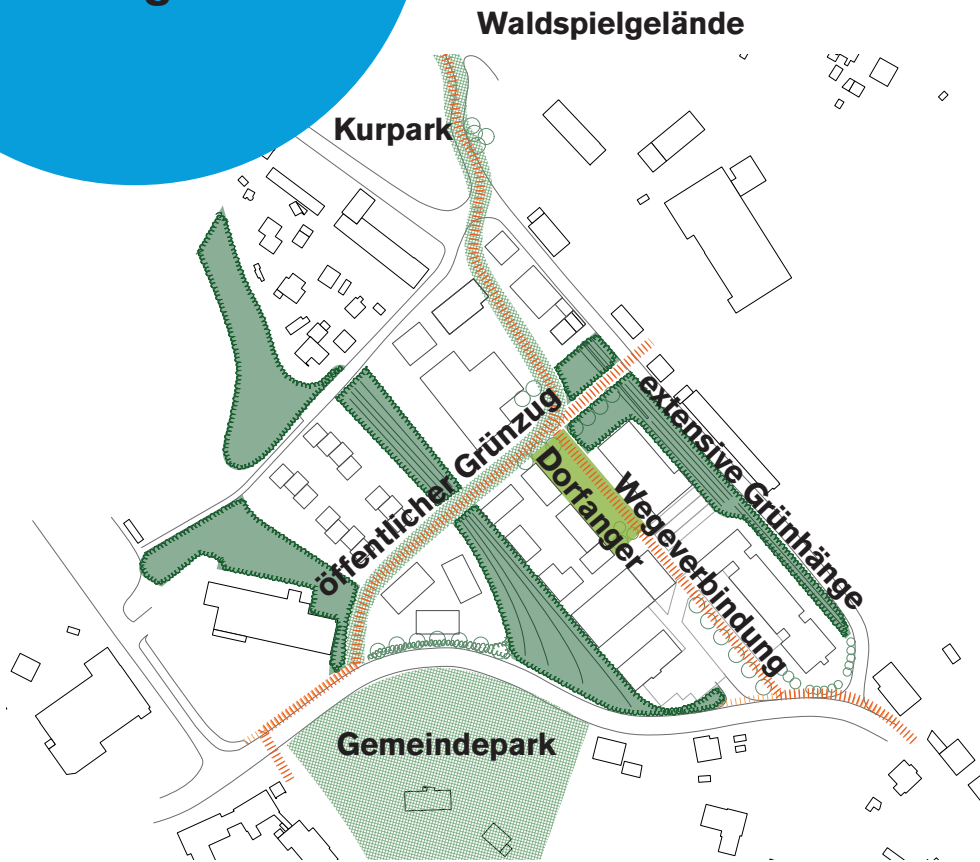 Waldspielgelände
Kurpark
öffentlicher Grünzug
extensive Grünhänge
Dorfanger
Wegeverbindung
Gemeindepark